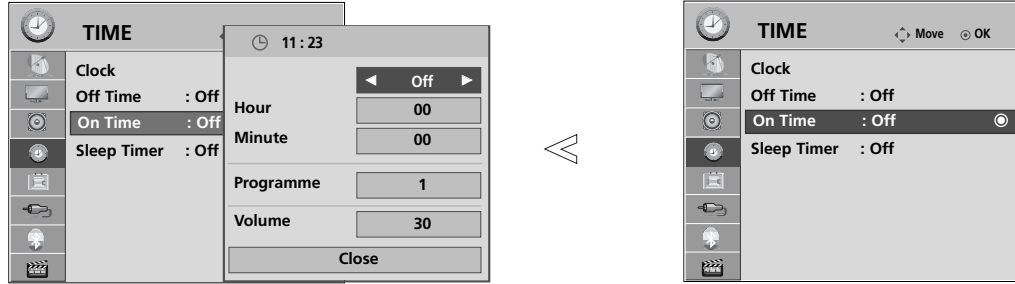 TIME
11 : 23
Clock
Off Time : Off
On Time : Off
Sleep Timer : Off
Off
Hour 00
Minute 00
Programme 1
Volume 30
Close
TIME Move OK
Clock
Off Time : Off
On Time : Off
Sleep Timer : Off